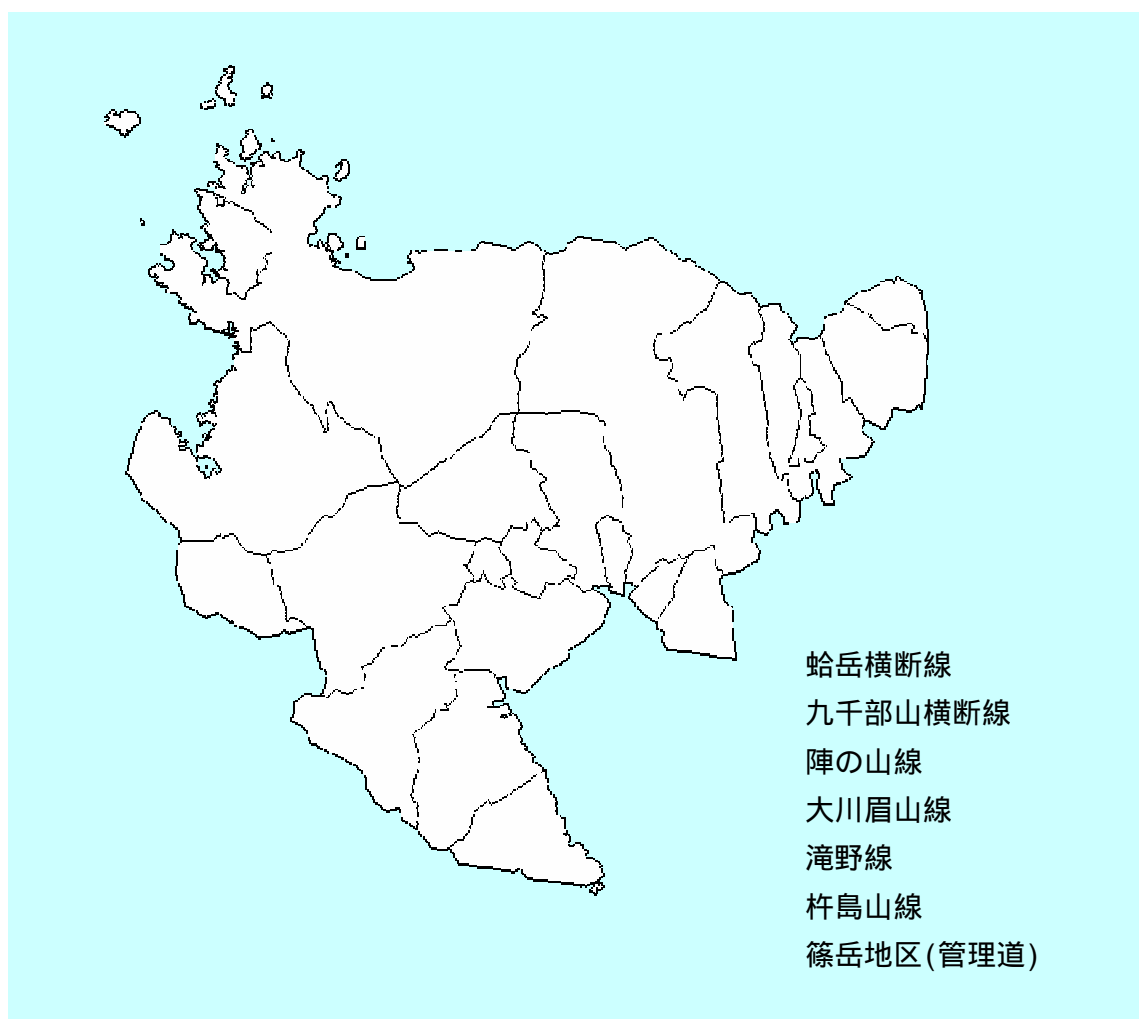 蛤岳横断線
九千部山横断線
陣の山線
大川眉山線
滝野線
杵島山線
篠岳地区(管理道)